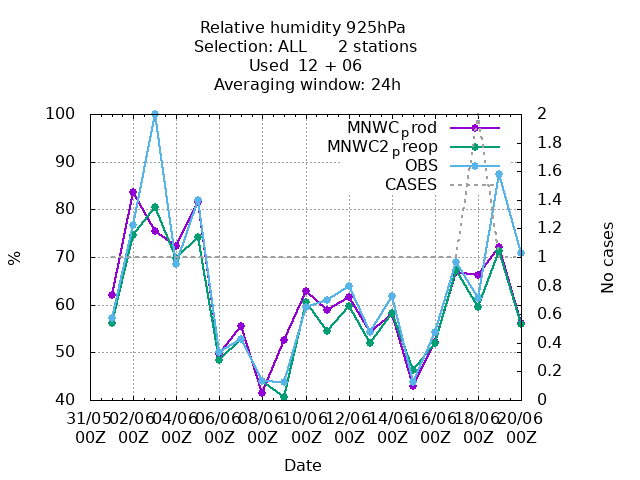 Relative humidity 925hPa
Selection: ALL 2 stations
Used 12 + 06
Averaging window: 24h
MNWCprod
MNWC2preop
OBS
CASES
100
90
80
70
60
50
40
%
2
1.8
1.6
1.4
1.2
1
0.8
0.6
0.4
0.2
0
No cases
31/05 02/06 04/06 06/06 08/06 10/06 12/06 14/06 16/06 18/06 20/06
00Z 00Z 00Z 00Z 00Z 00Z 00Z 00Z 00Z 00Z 00Z
Date